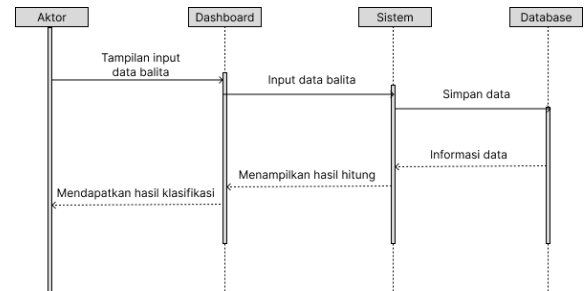 Aktor
Dashboard
Sistem
Database
Tampilan input
data balita
Input data balita
Simpan data
Informasi data
Menampilkan hasil hitung
Mendapatkan hasil klasifikasi